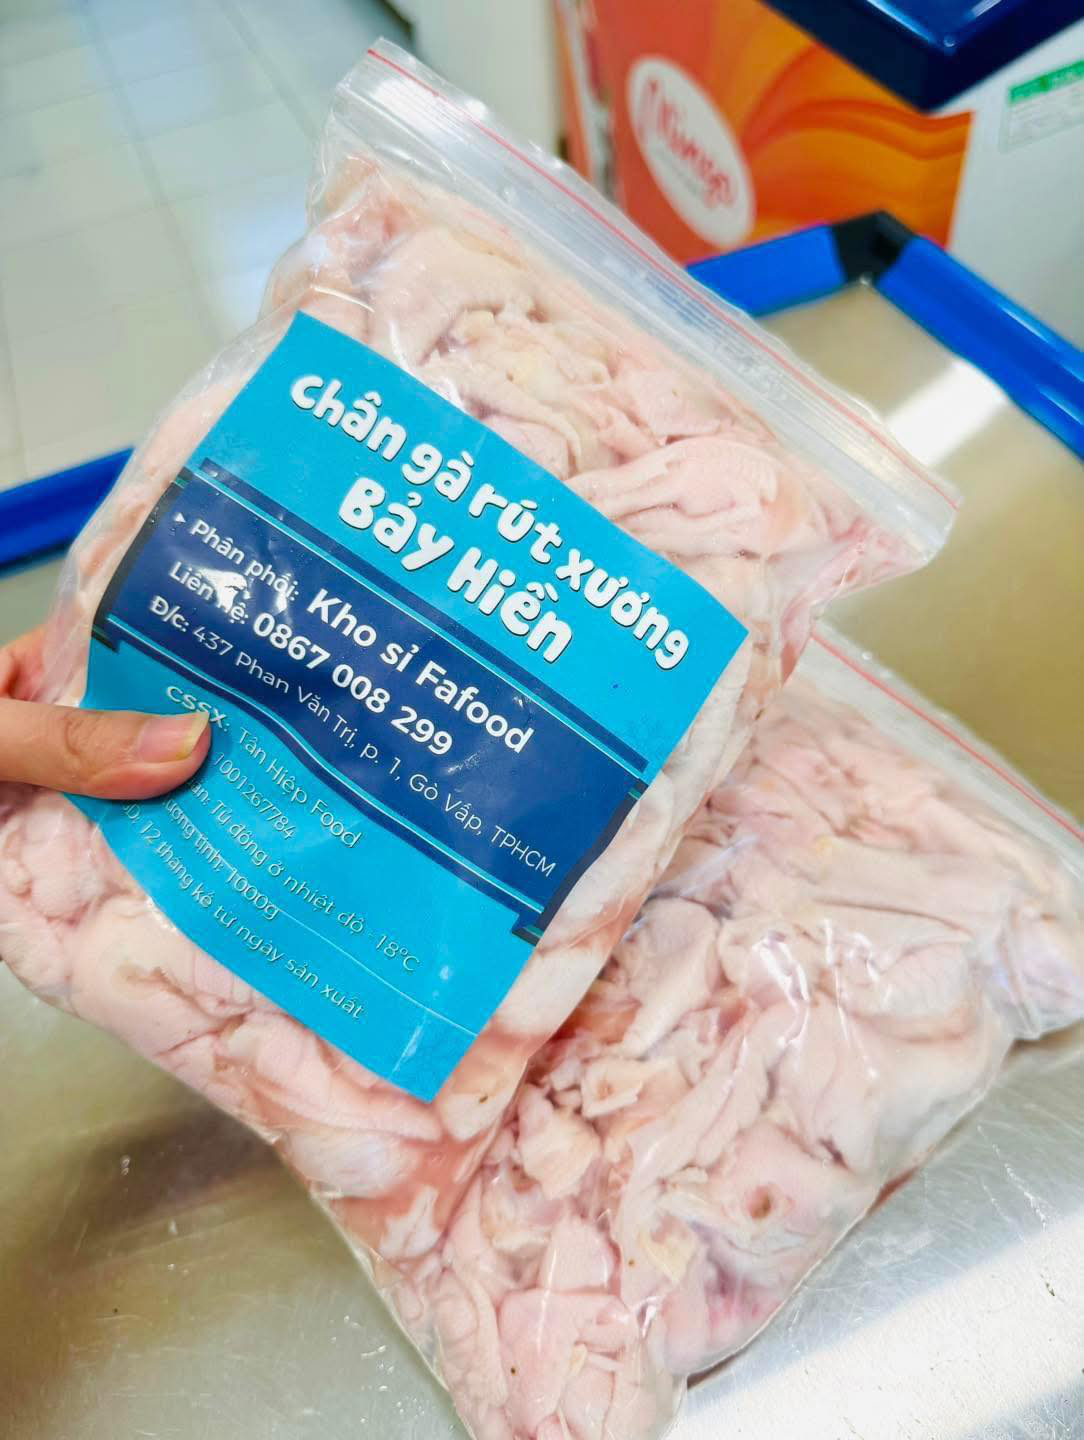 chân gà rút xương
Bảy Hiền
▸ Phân phối: Kho sỉ Fafood
Liên hệ: 0867 008 299
Đ/c: 437 Phan Văn Trị, p. 1, Gò Vấp, TPHCM
CSSX: Tân Hiệp Food
1001267784
Tủ đông ở nhiệt độ -18°C
tịnh: 1000g
12 tháng kể từ ngày sản xuất